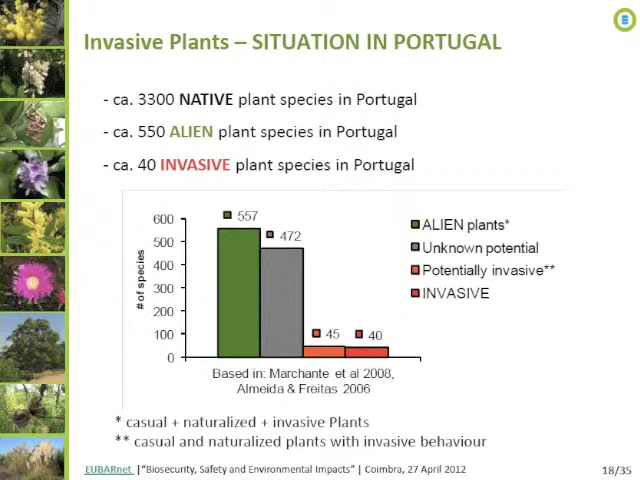 Invasive Plants – SITUATION IN PORTUGAL
- ca. 3300 NATIVE plant species in Portugal
- ca. 550 ALIEN plant species in Portugal
- ca. 40 INVASIVE plant species in Portugal
600
500
400
300
200
100
0
# of species
557
472
45
40
ALIEN plants*
Unknown potential
Potentially invasive**
INVASIVE
Based in: Marchante et al 2008,
Almeida & Freitas 2006
* casual + naturalized + invasive Plants
** casual and naturalized plants with invasive behaviour
EUBARnet | "Biosecurity, Safety and Environmental Impacts" | Coimbra, 27 April 2012
18/35